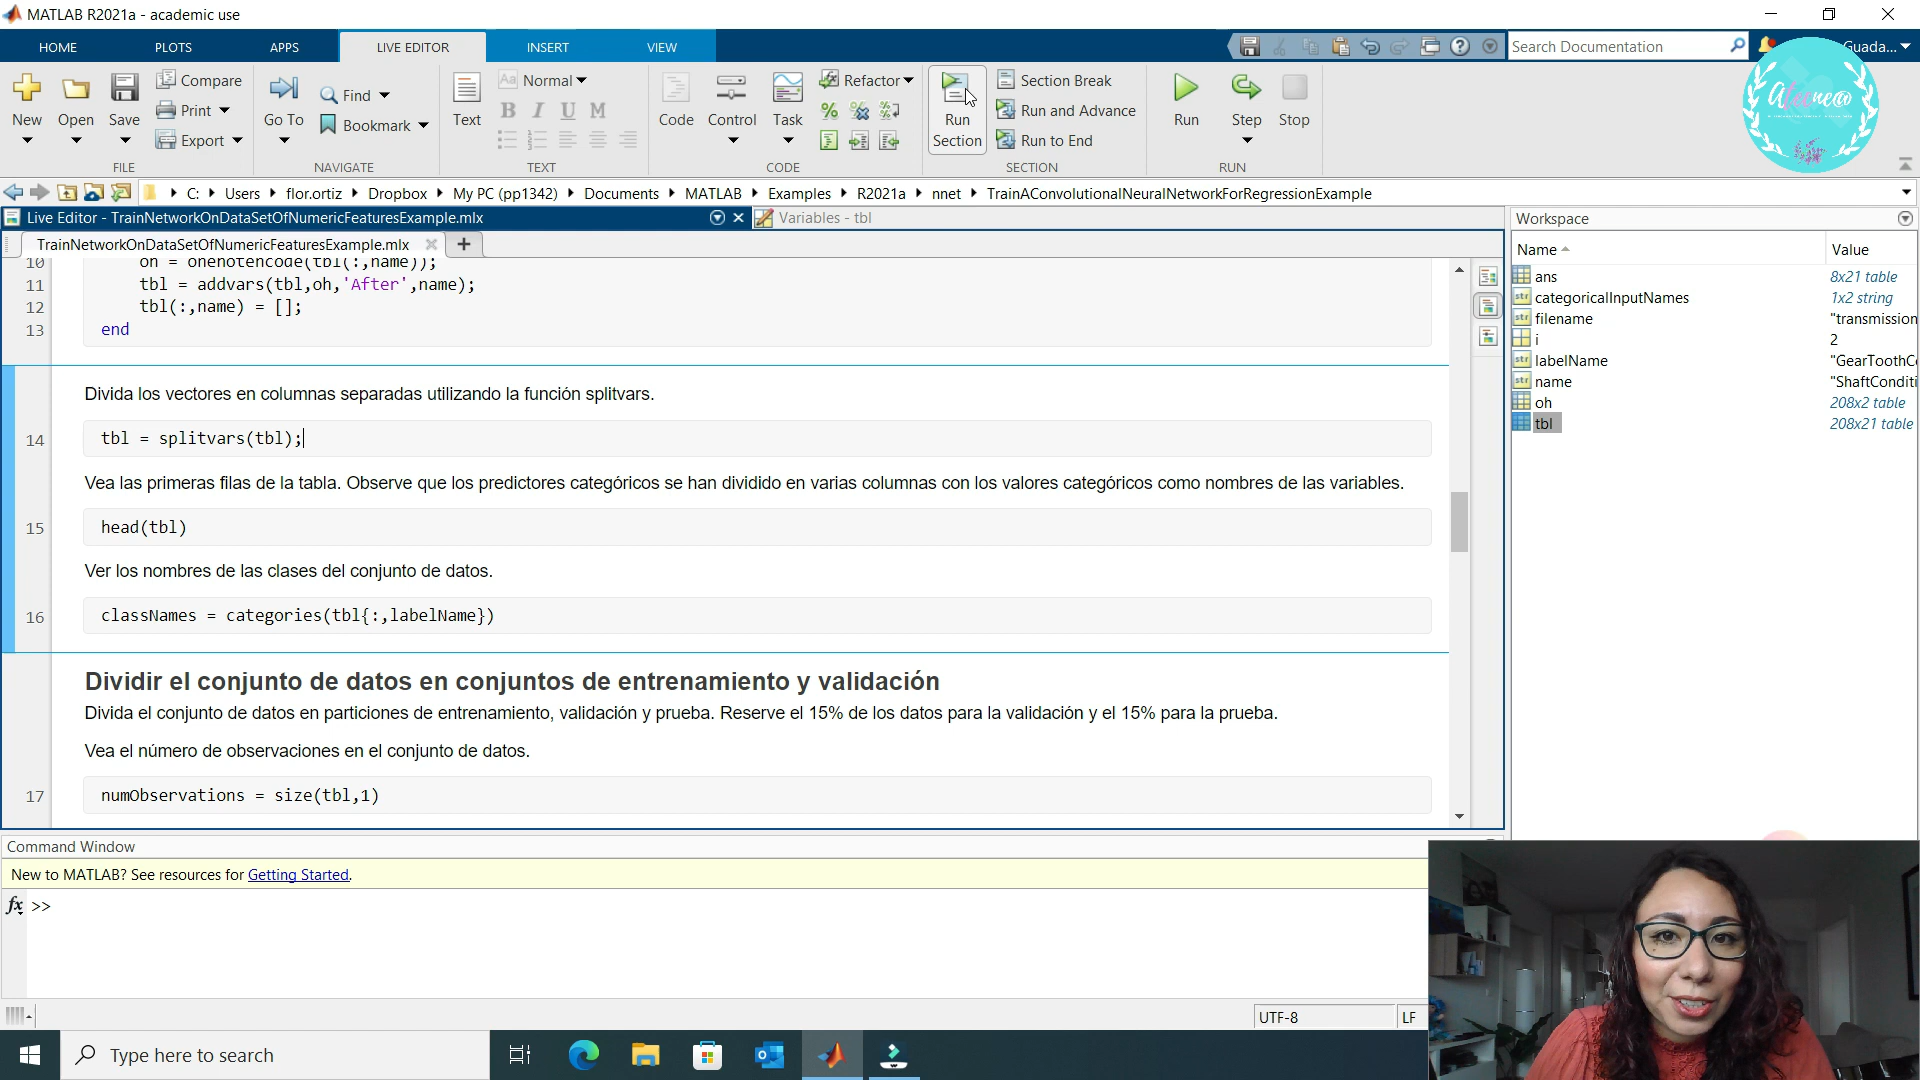 MATLAB R2021a - academic use
HOME PLOTS APPS LIVE EDITOR INSERT VIEW
Search Documentation
Guada...
New Open Save
Compare
Print
Export
FILE
Go To
Find
Bookmark
NAVIGATE
Text
Aa Normal
B I U M
TEXT
Code Control Task
Refactor
CODE
Run Section
Section Break
Run and Advance
Run to End
SECTION
Run Step Stop
RUN
C: Users flor.ortiz Dropbox My PC (pp1342) Documents MATLAB Examples R2021a nnet TrainAConvolutionalNeuralNetworkForRegressionExample
Live Editor - TrainNetworkOnDataSetOfNumericFeaturesExample.mlx
Variables - tbl
TrainNetworkOnDataSetOfNumericFeaturesExample.mlx
10 oh = onehotencode(tbl(:,name));
11 tbl = addvars(tbl,oh,'After',name);
12 tbl(:,name) = [];
13 end
Divida los vectores en columnas separadas utilizando la función splitvars.
14 tbl = splitvars(tbl);
Vea las primeras filas de la tabla. Observe que los predictores categóricos se han dividido en varias columnas con los valores categóricos como nombres de las variables.
15 head(tbl)
Ver los nombres de las clases del conjunto de datos.
16 classNames = categories(tbl{:,labelName})
Dividir el conjunto de datos en conjuntos de entrenamiento y validación
Divida el conjunto de datos en particiones de entrenamiento, validación y prueba. Reserve el 15% de los datos para la validación y el 15% para la prueba.
Vea el número de observaciones en el conjunto de datos.
17 numObservations = size(tbl,1)
Workspace
Name Value
ans 8x21 table
categoricalInputNames 1x2 string
filename "transmission
i 2
labelName "GearToothC
name "ShaftConditi
oh 208x2 table
tbl 208x21 table
Command Window
New to MATLAB? See resources for Getting Started.
fx >>
UTF-8 LF
Type here to search